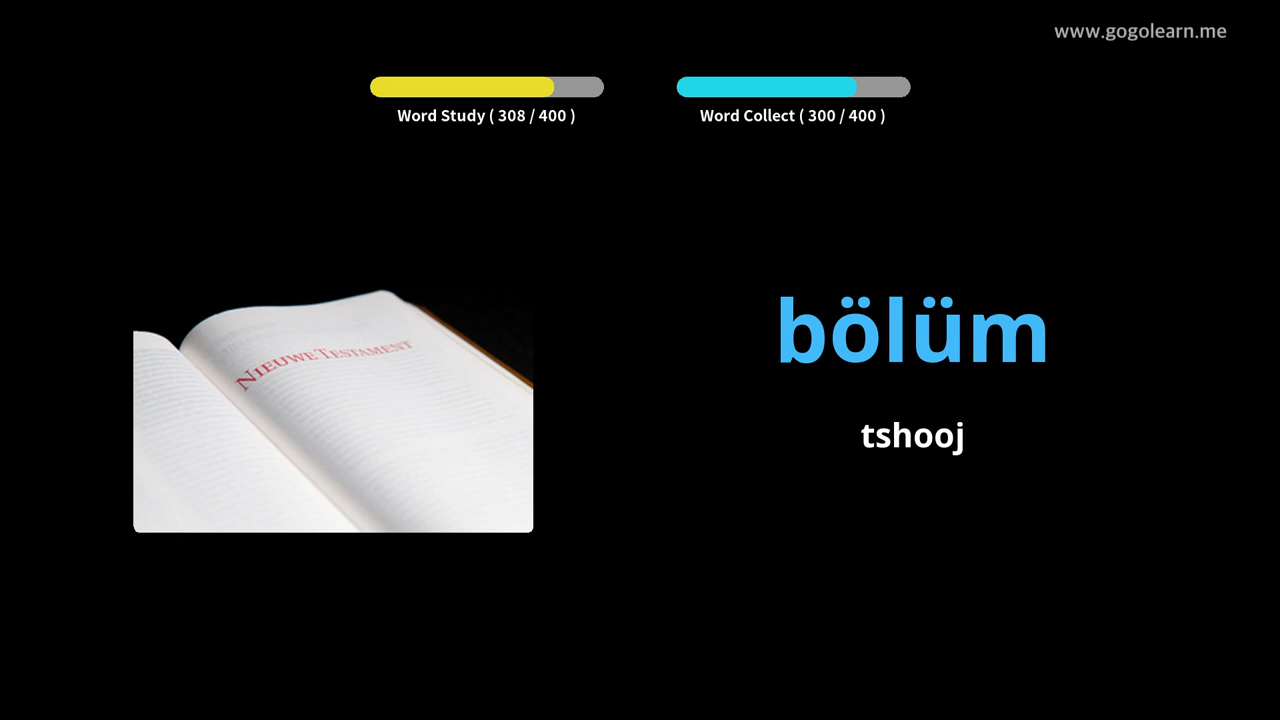 www.gogolearn.me
Word Study ( 308 / 400 )
Word Collect ( 300 / 400 )
NIEUWE TESTAMENT
bölüm
tshooj